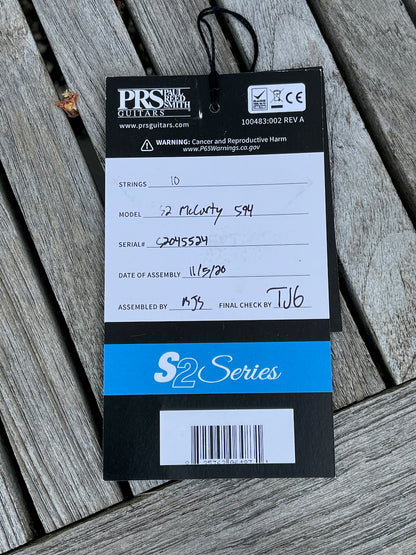 PRS PAUL REED SMITH
GUITARS
www.prsguitars.com
CE
100483:002 REV A
WARNING: Cancer and Reproductive Harm
www.P65Warnings.ca.gov
STRINGS 10
MODEL S2 McCarty 594
SERIAL# S2045524
DATE OF ASSEMBLY 11/5/20
ASSEMBLED BY FINAL CHECK BY TJG
S2 Series